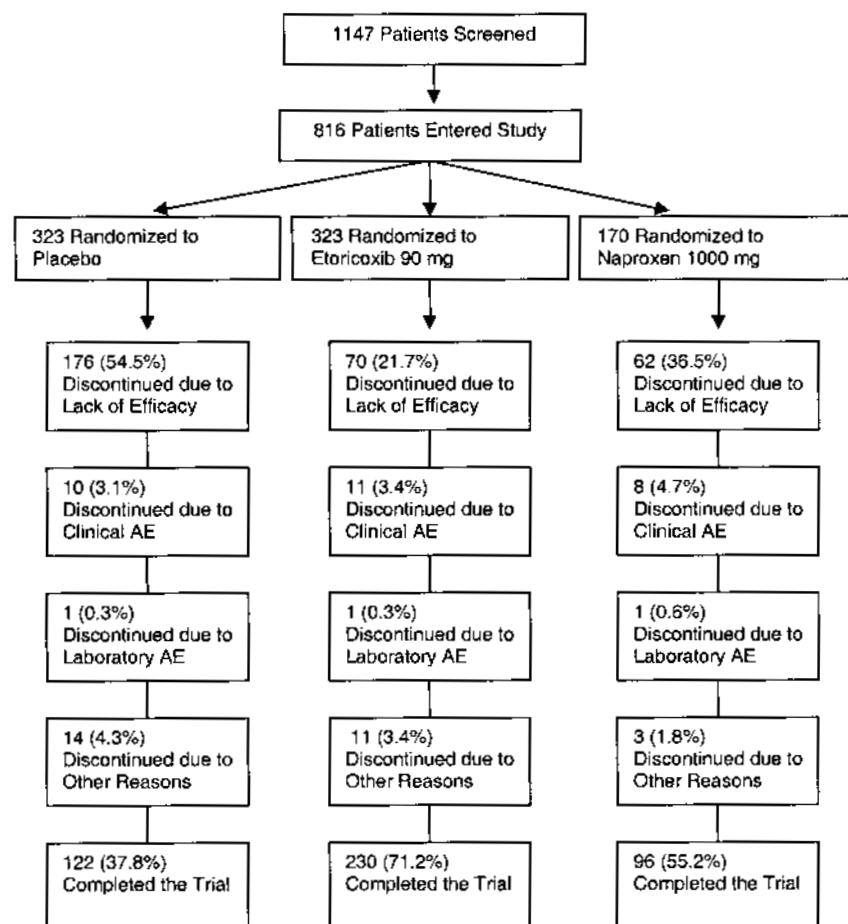 1147 Patients Screened
816 Patients Entered Study
323 Randomized to
Placebo
323 Randomized to
Etoricoxib 90 mg
170 Randomized to
Naproxen 1000 mg
176 (54.5%)
Discontinued due to
Lack of Efficacy
70 (21.7%)
Discontinued due to
Lack of Efficacy
62 (36.5%)
Discontinued due to
Lack of Efficacy
10 (3.1%)
Discontinued due to
Clinical AE
11 (3.4%)
Discontinued due to
Clinical AE
8 (4.7%)
Discontinued due to
Clinical AE
1 (0.3%)
Discontinued due to
Laboratory AE
1 (0.3%)
Discontinued due to
Laboratory AE
1 (0.6%)
Discontinued due to
Laboratory AE
14 (4.3%)
Discontinued due to
Other Reasons
11 (3.4%)
Discontinued due to
Other Reasons
3 (1.8%)
Discontinued due to
Other Reasons
122 (37.8%)
Completed the Trial
230 (71.2%)
Completed the Trial
96 (55.2%)
Completed the Trial